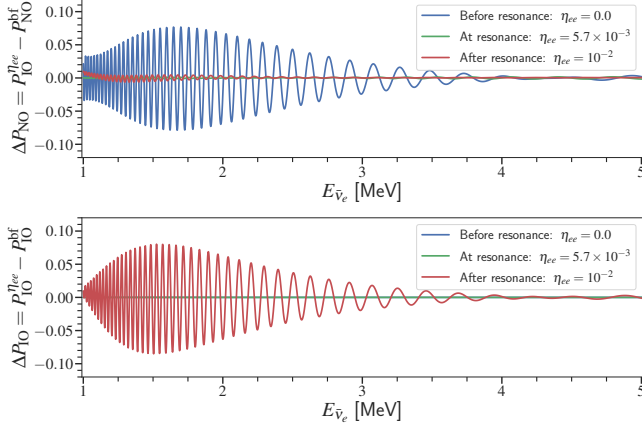 ΔP_NO = P_IO^{η_ee} − P_NO^{bf}
0.10
0.05
0.00
−0.05
−0.10
Before resonance: η_ee = 0.0
At resonance: η_ee = 5.7 × 10⁻³
After resonance: η_ee = 10⁻²
1 2 3 4 5
E_ν̄_e [MeV]
ΔP_IO = P_IO^{η_ee} − P_IO^{bf}
0.10
0.05
0.00
−0.05
−0.10
Before resonance: η_ee = 0.0
At resonance: η_ee = 5.7 × 10⁻³
After resonance: η_ee = 10⁻²
1 2 3 4 5
E_ν̄_e [MeV]